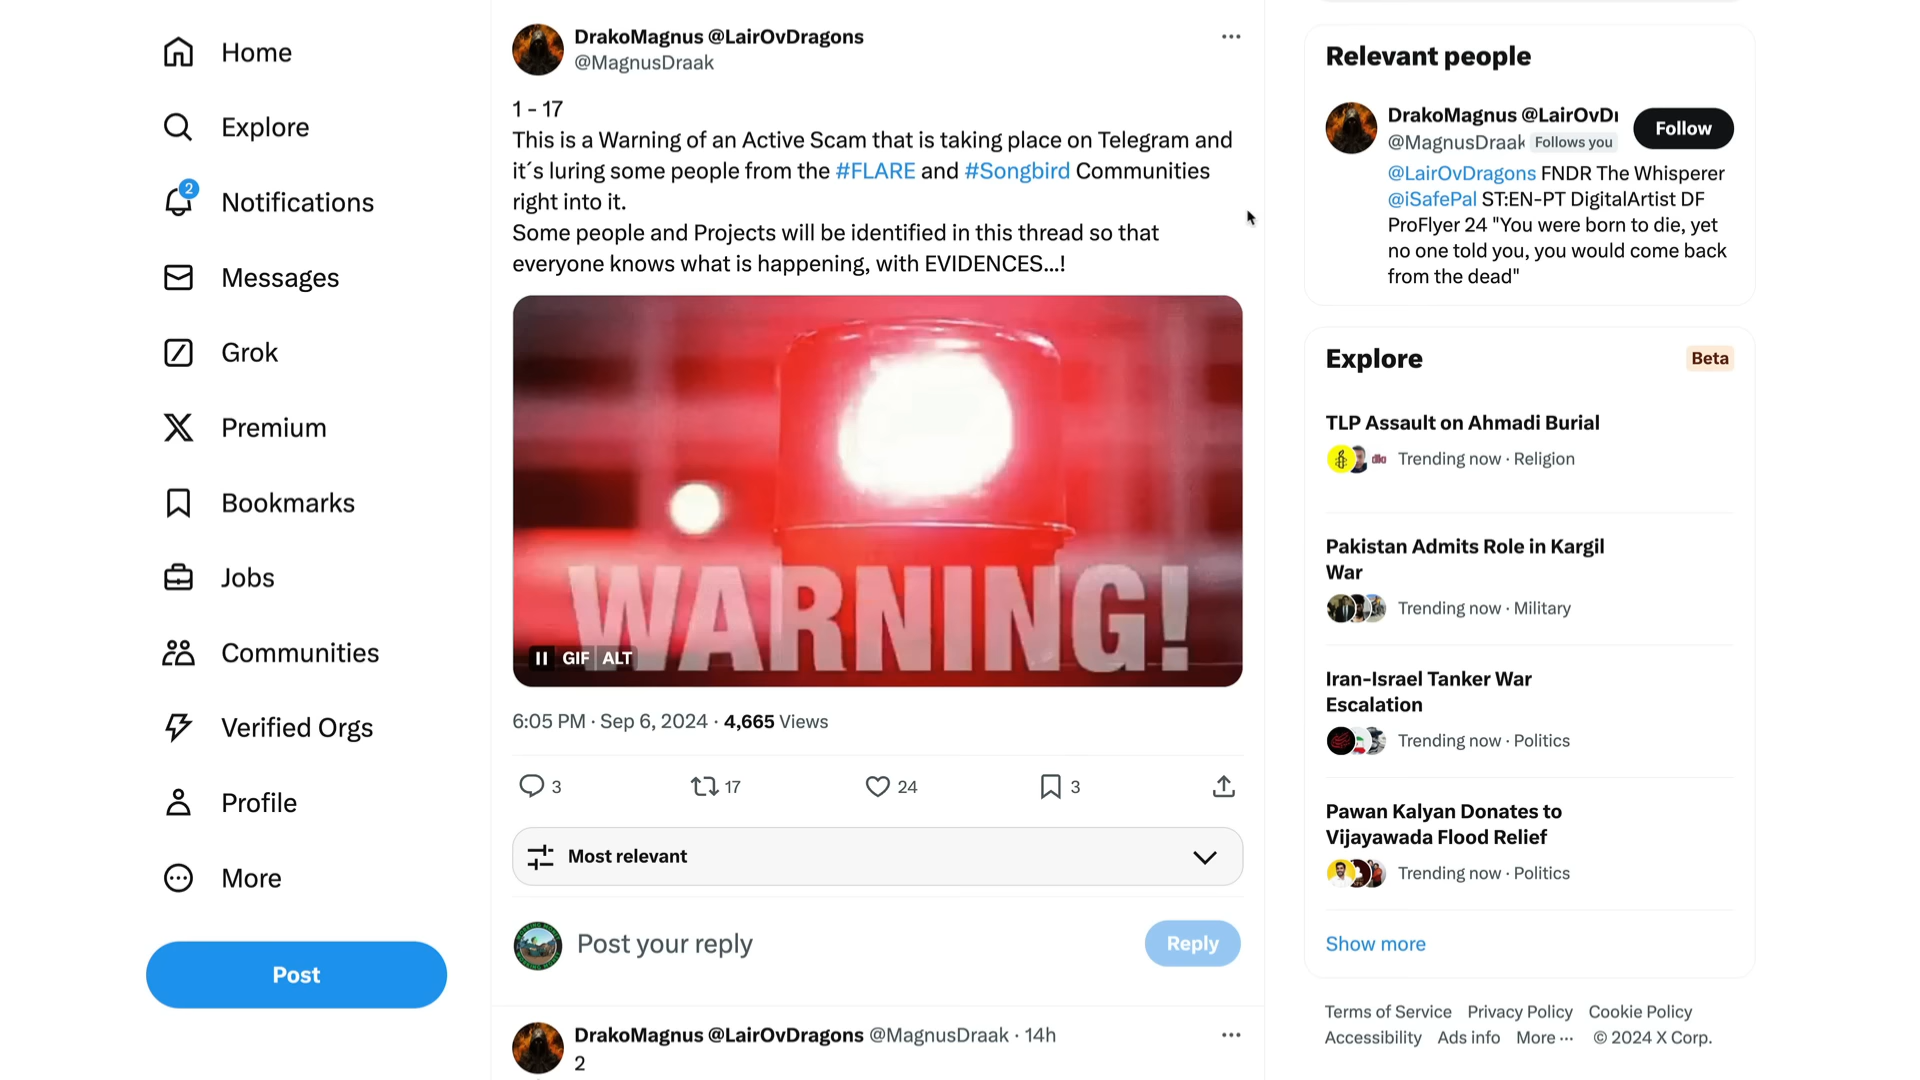 Home
Explore
2
Notifications
Messages
Grok
Premium
Bookmarks
Jobs
Communities
Verified Orgs
Profile
More
Post
DrakoMagnus @LairOvDragons
@MagnusDraak
1 - 17
This is a Warning of an Active Scam that is taking place on Telegram and
it´s luring some people from the #FLARE and #Songbird Communities
right into it.
Some people and Projects will be identified in this thread so that
everyone knows what is happening, with EVIDENCES...!
WARNING!
GIF ALT
6:05 PM · Sep 6, 2024 · 4,665 Views
3 17 24 3
Most relevant
Post your reply
Reply
DrakoMagnus @LairOvDragons @MagnusDraak · 14h
2
Relevant people
DrakoMagnus @LairOvDr
@MagnusDraak Follows you
Follow
@LairOvDragons FNDR The Whisperer
@iSafePal ST:EN-PT DigitalArtist DF
ProFlyer 24 "You were born to die, yet
no one told you, you would come back
from the dead"
Explore
Beta
TLP Assault on Ahmadi Burial
Trending now · Religion
Pakistan Admits Role in Kargil
War
Trending now · Military
Iran-Israel Tanker War
Escalation
Trending now · Politics
Pawan Kalyan Donates to
Vijayawada Flood Relief
Trending now · Politics
Show more
Terms of Service Privacy Policy Cookie Policy
Accessibility Ads info More ··· © 2024 X Corp.